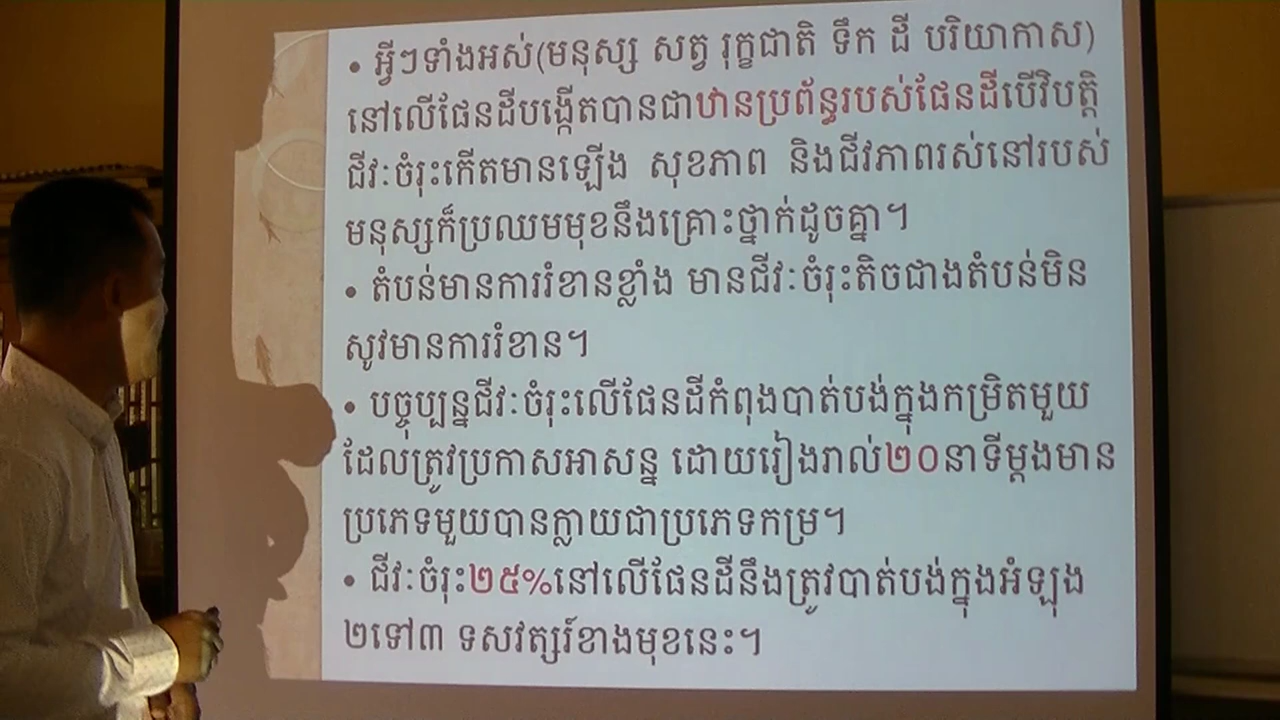 • អ្វីៗទាំងអស់(មនុស្ស សត្វ រុក្ខជាតិ ទឹក ដី បរិយាកាស)
នៅលើផែនដីបង្កើតបានជាឋានប្រព័ន្ធរបស់ផែនដីបើវិបត្តិ
ជីវៈចំរុះកើតមានឡើង សុខភាព និងជីវភាពរស់នៅរបស់
មនុស្សក៏ប្រឈមមុខនឹងគ្រោះថ្នាក់ដូចគ្នា។
• តំបន់មានការរំខានខ្លាំង មានជីវៈចំរុះតិចជាងតំបន់មិន
សូវមានការរំខាន។
• បច្ចុប្បន្នជីវៈចំរុះលើផែនដីកំពុងបាត់បង់ក្នុងកម្រិតមួយ
ដែលត្រូវប្រកាសអាសន្ន ដោយរៀងរាល់២០នាទីម្តងមាន
ប្រភេទមួយបានក្លាយជាប្រភេទកម្រ។
• ជីវៈចំរុះ២៥%នៅលើផែនដីនឹងត្រូវបាត់បង់ក្នុងអំឡុង
២ទៅ៣ ទសវត្សរ៍ខាងមុខនេះ។